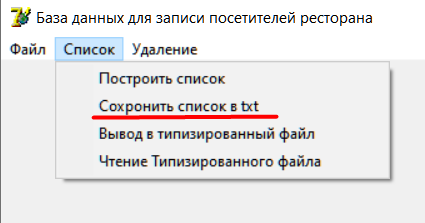 База данных для записи посетителей ресторана
Файл Список Удаление
Построить список
Сохронить список в txt
Вывод в типизированный файл
Чтение Типизированного файла